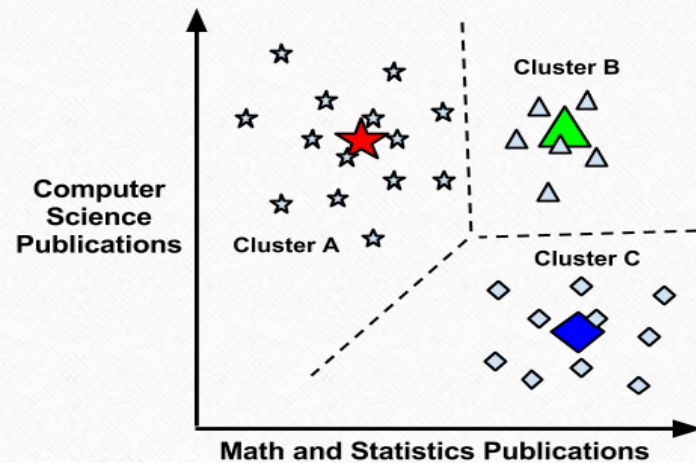 Cluster B
Computer
Science
Publications
Cluster A
Cluster C
Math and Statistics Publications